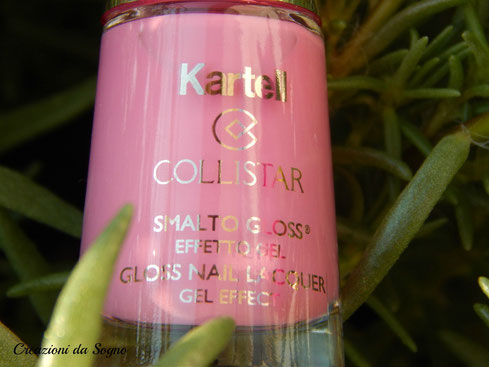 Kartell
COLLISTAR
SMALTO GLOSS®
EFFETTO GEL
GLOSS NAIL LACQUER
GEL EFFECT
Creazioni da Sogno